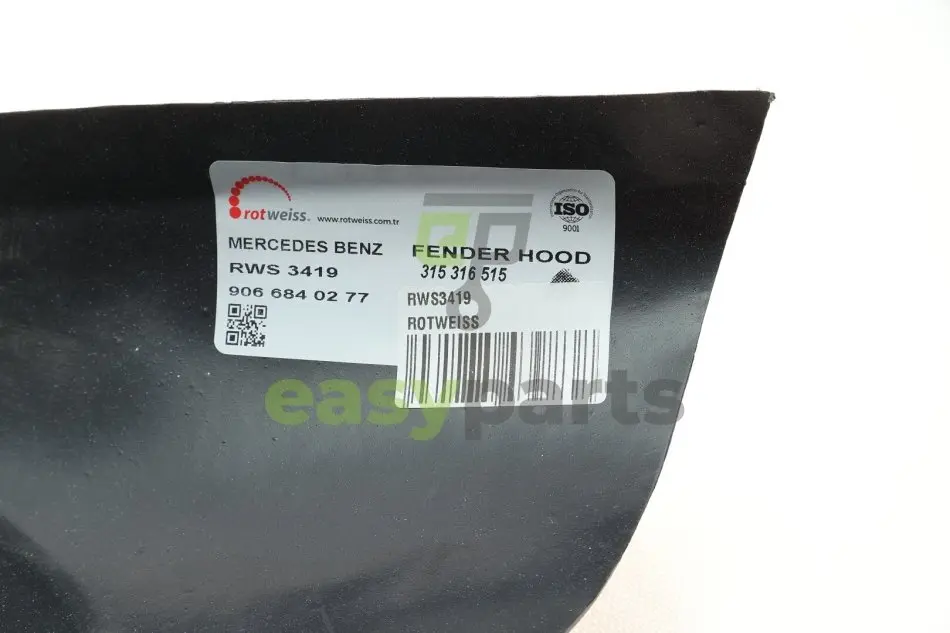 rotweiss. www.rotweiss.com.tr
ISO
9001
MERCEDES BENZ
FENDER HOOD
RWS 3419
315 316 515
906 684 02 77
RWS3419
ROTWEISS
easyparts